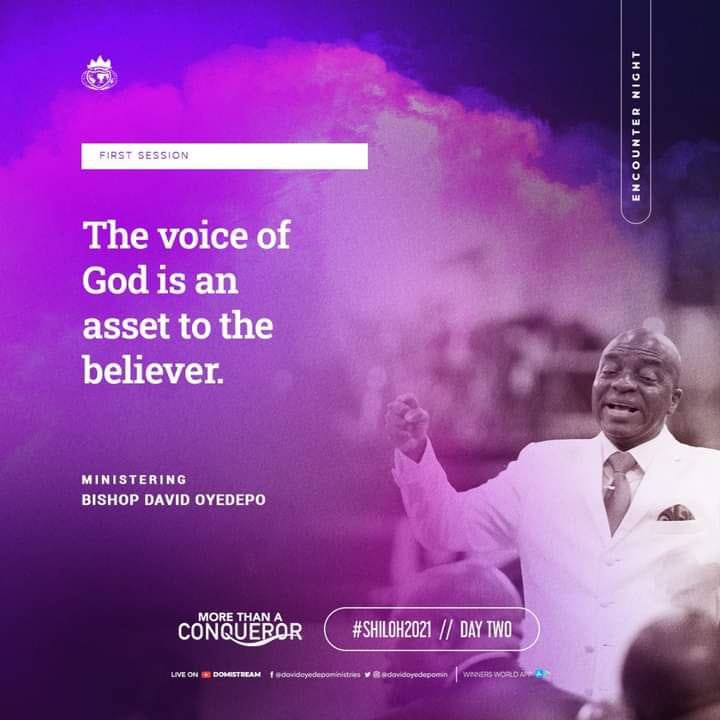 ENCOUNTER NIGHT
FIRST SESSION
The voice of
God is an
asset to the
believer.
MINISTERING
BISHOP DAVID OYEDEPO
MORE THAN A
CONQUEROR
#SHILOH2021 // DAY TWO
LIVE ON DOMISTREAM @davidoyedepoministries @davidoyedepomin WINNERS WORLD APP